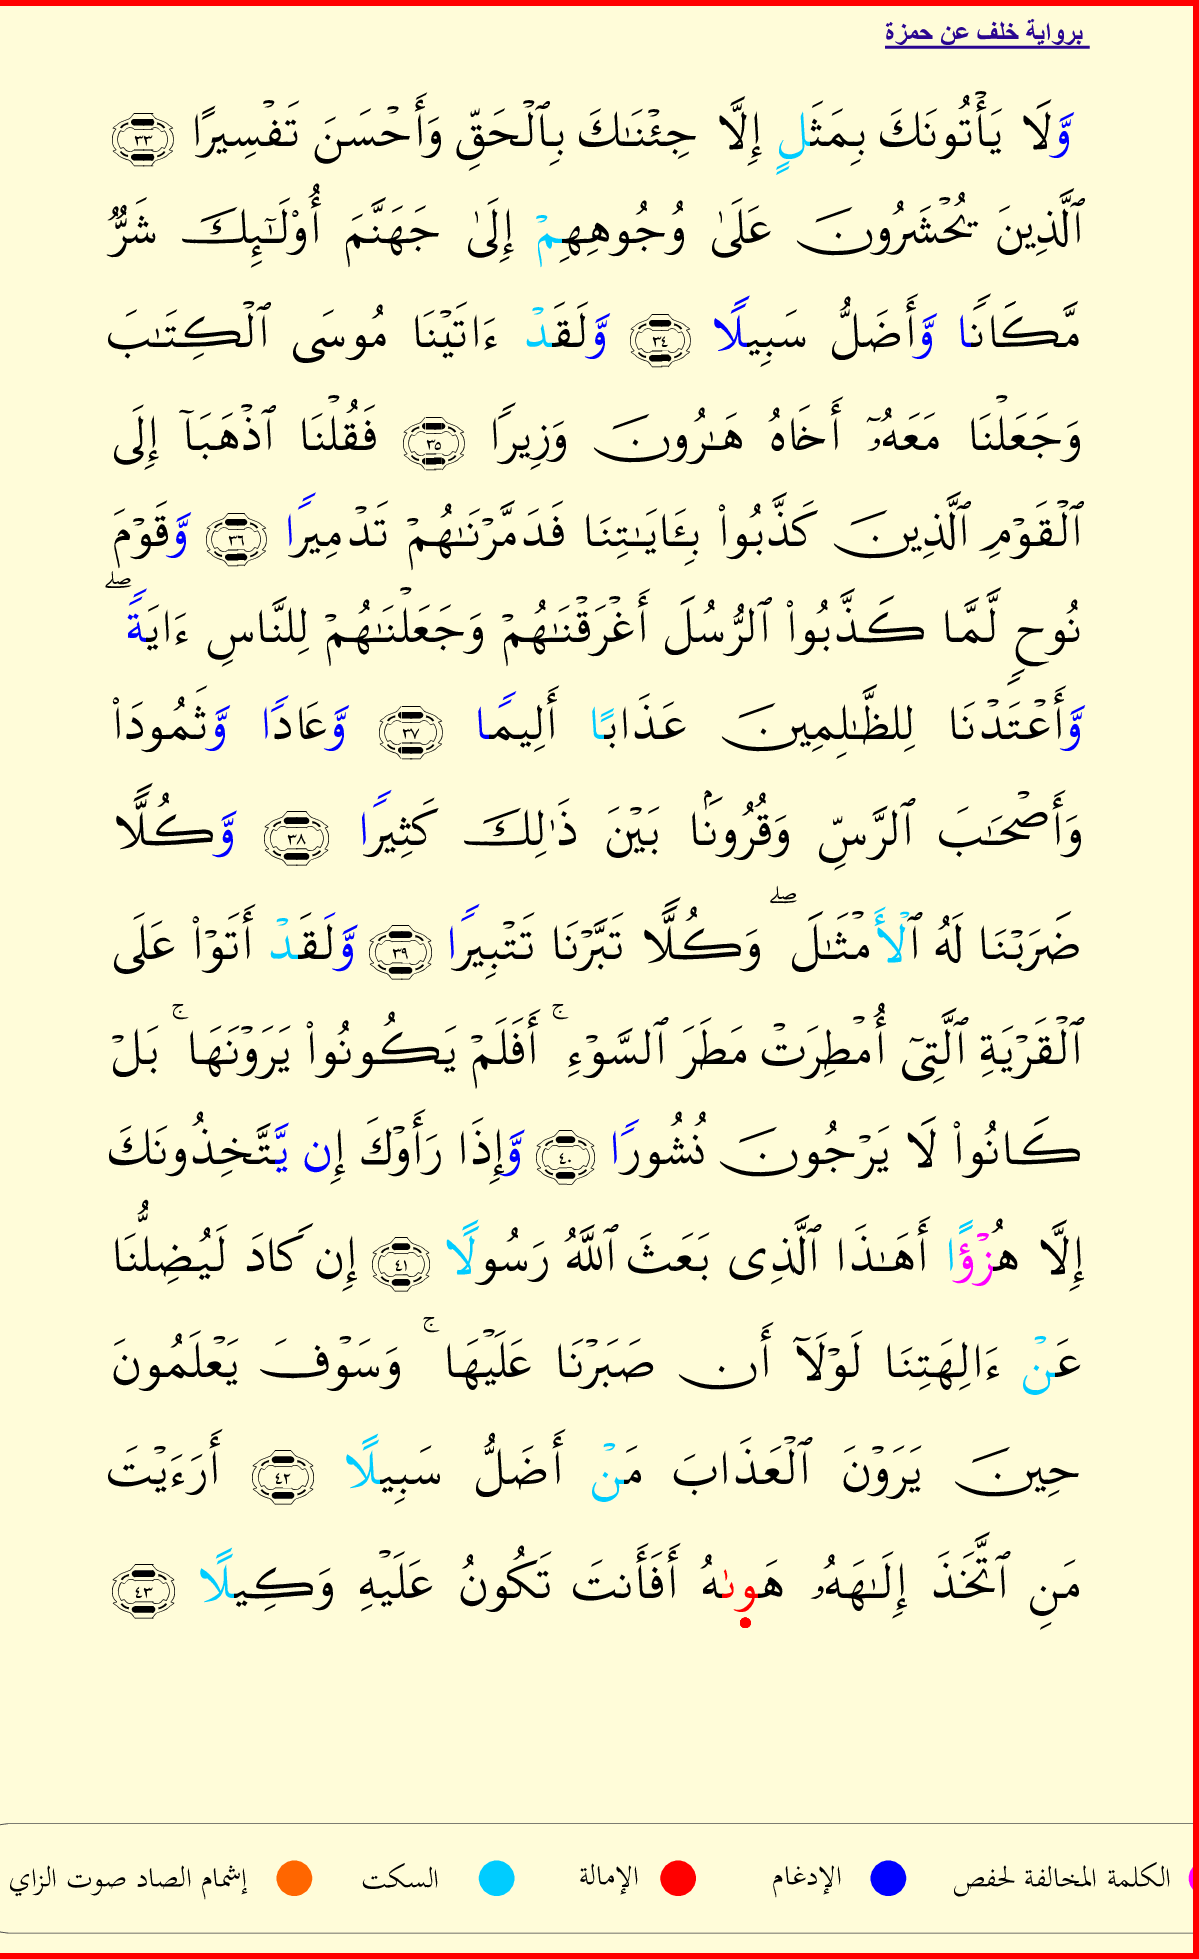 برواية خلف عن حمزة
وَّلَا يَأْتُونَكَ بِمَثَلٍ إِلَّا جِئْنَـٰكَ بِٱلْحَقِّ وَأَحْسَنَ تَفْسِيرًا ٣٣
ٱلَّذِينَ يُحْشَرُونَ عَلَىٰ وُجُوهِهِمْ إِلَىٰ جَهَنَّمَ أُوْلَـٰٓئِكَ شَرٌّ
مَّكَانًا وَّأَضَلُّ سَبِيلًا ٣٤ وَّلَقَدْ ءَاتَيْنَا مُوسَى ٱلْكِتَـٰبَ
وَجَعَلْنَا مَعَهُۥٓ أَخَاهُ هَـٰرُونَ وَزِيرًا ٣٥ فَقُلْنَا ٱذْهَبَآ إِلَى
ٱلْقَوْمِ ٱلَّذِينَ كَذَّبُواْ بِـَٔايَـٰتِنَا فَدَمَّرْنَـٰهُمْ تَدْمِيرًا ٣٦ وَّقَوْمَ
نُوحٍ لَّمَّا كَذَّبُواْ ٱلرُّسُلَ أَغْرَقْنَـٰهُمْ وَجَعَلْنَـٰهُمْ لِلنَّاسِ ءَايَةًۖ
وَّأَعْتَدْنَا لِلظَّـٰلِمِينَ عَذَابًا أَلِيمًا ٣٧ وَّعَادًا وَّثَمُودَاْ
وَأَصْحَـٰبَ ٱلرَّسِّ وَقُرُونَۢا بَيْنَ ذَٰلِكَ كَثِيرًا ٣٨ وَّكُلًّا
ضَرَبْنَا لَهُ ٱلْأَمْثَـٰلَۖ وَكُلًّا تَبَّرْنَا تَتْبِيرًا ٣٩ وَّلَقَدْ أَتَوْاْ عَلَى
ٱلْقَرْيَةِ ٱلَّتِىٓ أُمْطِرَتْ مَطَرَ ٱلسَّوْءِۚ أَفَلَمْ يَكُونُواْ يَرَوْنَهَاۚ بَلْ
كَانُواْ لَا يَرْجُونَ نُشُورًا ٤٠ وَّإِذَا رَأَوْكَ إِن يَّتَّخِذُونَكَ
إِلَّا هُزْؤًا أَهَـٰذَا ٱلَّذِى بَعَثَ ٱللَّهُ رَسُولًا ٤١ إِن كَادَ لَيُضِلُّنَا
عَنْ ءَالِهَتِنَا لَوْلَآ أَن صَبَرْنَا عَلَيْهَاۚ وَسَوْفَ يَعْلَمُونَ
حِينَ يَرَوْنَ ٱلْعَذَابَ مَنْ أَضَلُّ سَبِيلًا ٤٢ أَرَءَيْتَ
مَنِ ٱتَّخَذَ إِلَـٰهَهُۥ هَوىٰهُ أَفَأَنتَ تَكُونُ عَلَيْهِ وَكِيلًا ٤٣
الكلمة المخالفة لحفص الإدغام الإمالة السكت إشمام الصاد صوت الزاي